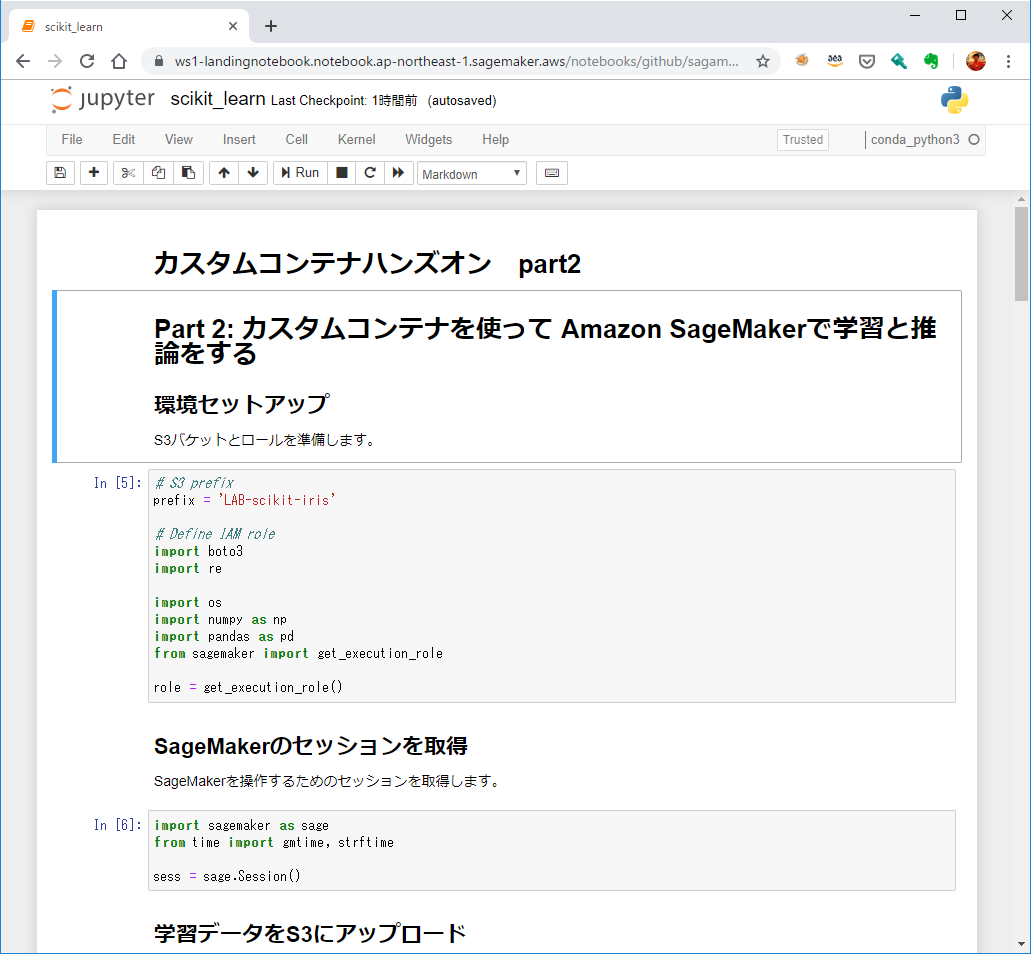 scikit_learn
ws1-landingnotebook.notebook.ap-northeast-1.sagemaker.aws/notebooks/github/sagam...
aea
jupyter scikit_learn Last Checkpoint: 1時間前 (autosaved)
File Edit View Insert Cell Kernel Widgets Help Trusted conda_python3
Run Markdown
カスタムコンテナハンズオン　part2
Part 2: カスタムコンテナを使って Amazon SageMakerで学習と推
論をする
環境セットアップ
S3バケットとロールを準備します。
In [5]: # S3 prefix
prefix = 'LAB-scikit-iris'
# Define IAM role
import boto3
import re
import os
import numpy as np
import pandas as pd
from sagemaker import get_execution_role
role = get_execution_role()
SageMakerのセッションを取得
SageMakerを操作するためのセッションを取得します。
In [6]: import sagemaker as sage
from time import gmtime, strftime
sess = sage.Session()
学習データをS3にアップロード